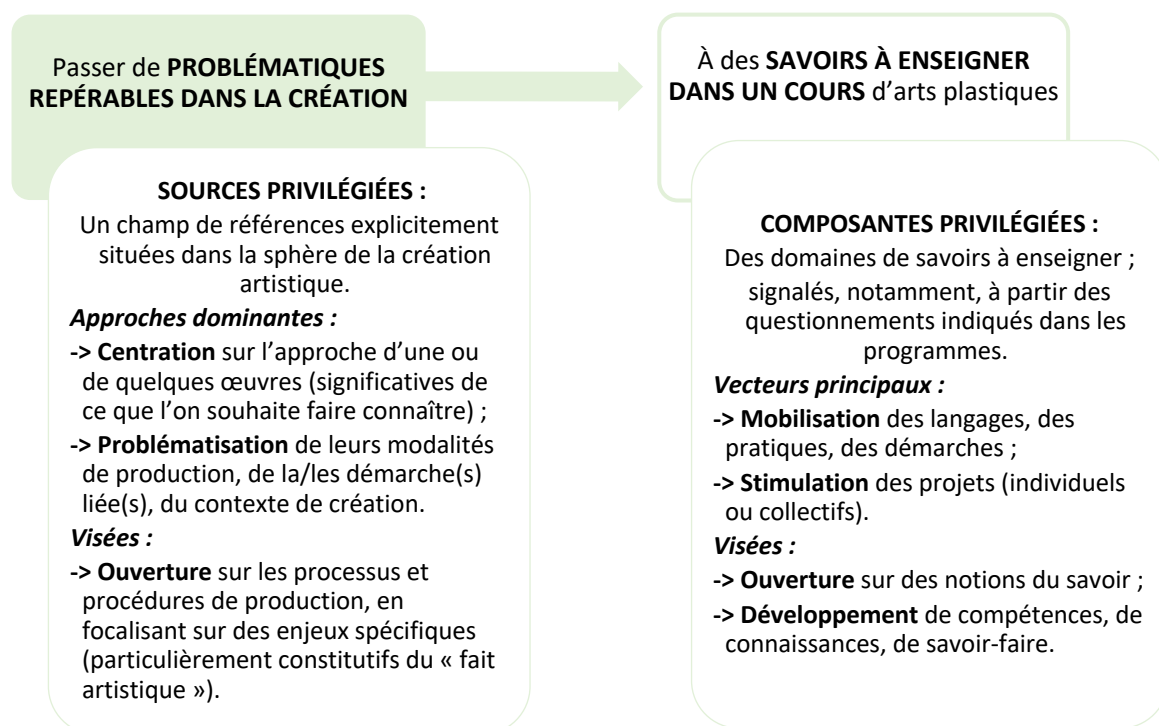 Passer de PROBLÉMATIQUES
REPÉRABLES DANS LA CRÉATION
À des SAVOIRS À ENSEIGNER
DANS UN COURS d’arts plastiques
SOURCES PRIVILÉGIÉES :
Un champ de références explicitement
situées dans la sphère de la création
artistique.
Approches dominantes :
-> Centration sur l’approche d’une ou
de quelques œuvres (significatives de
ce que l’on souhaite faire connaître) ;
-> Problématisation de leurs modalités
de production, de la/les démarche(s)
liée(s), du contexte de création.
Visées :
-> Ouverture sur les processus et
procédures de production, en
focalisant sur des enjeux spécifiques
(particulièrement constitutifs du « fait
artistique »).
COMPOSANTES PRIVILÉGIÉES :
Des domaines de savoirs à enseigner ;
signalés, notamment, à partir des
questionnements indiqués dans les
programmes.
Vecteurs principaux :
-> Mobilisation des langages, des
pratiques, des démarches ;
-> Stimulation des projets (individuels
ou collectifs).
Visées :
-> Ouverture sur des notions du savoir ;
-> Développement de compétences, de
connaissances, de savoir-faire.